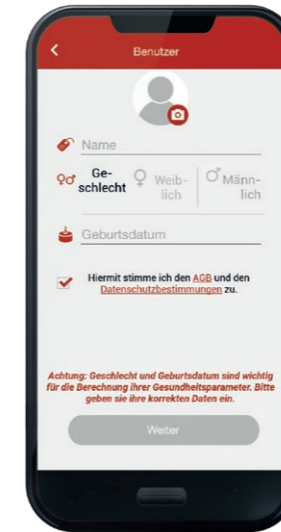 Benutzer
Name
Ge-
schlecht
Weib-
lich
Männ-
lich
Geburtsdatum
Hiermit stimme ich den AGB und den
Datenschutzbestimmungen zu.
Achtung: Geschlecht und Geburtsdatum sind wichtig
für die Berechnung ihrer Gesundheitsparameter. Bitte
geben sie ihre korrekten Daten ein.
Weiter